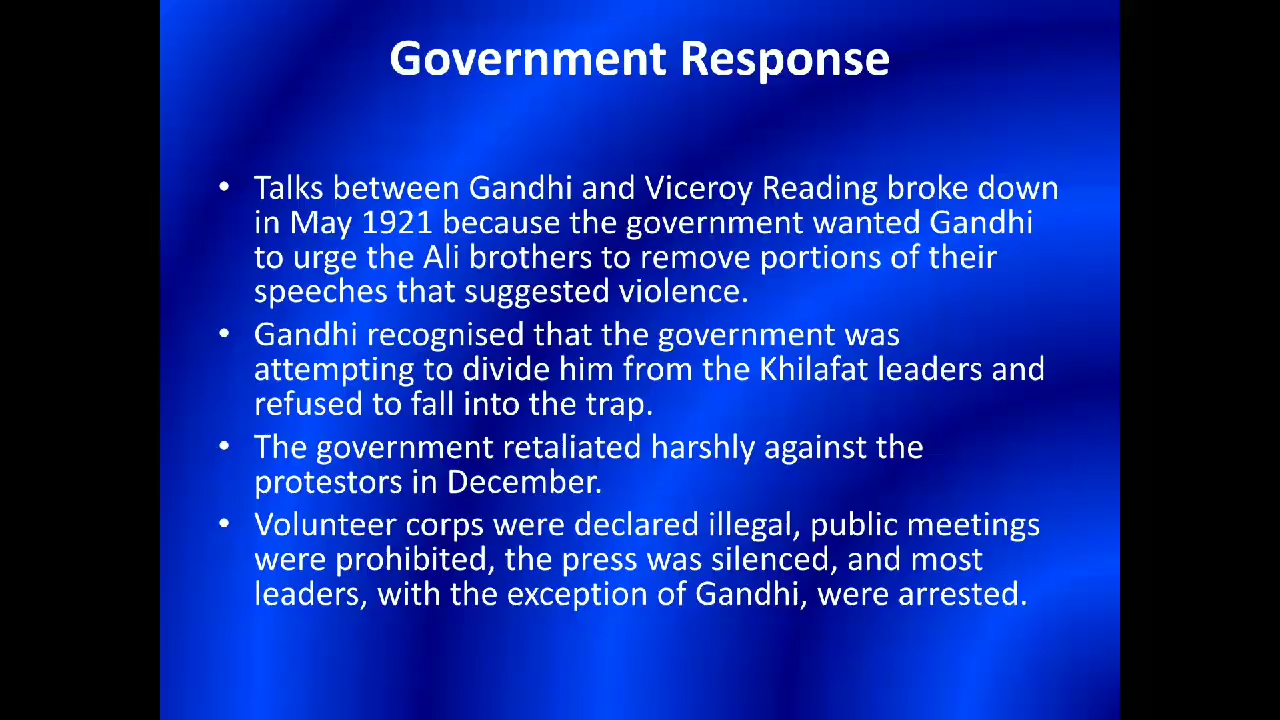 Government Response
• Talks between Gandhi and Viceroy Reading broke down
in May 1921 because the government wanted Gandhi
to urge the Ali brothers to remove portions of their
speeches that suggested violence.
• Gandhi recognised that the government was
attempting to divide him from the Khilafat leaders and
refused to fall into the trap.
• The government retaliated harshly against the
protestors in December.
• Volunteer corps were declared illegal, public meetings
were prohibited, the press was silenced, and most
leaders, with the exception of Gandhi, were arrested.